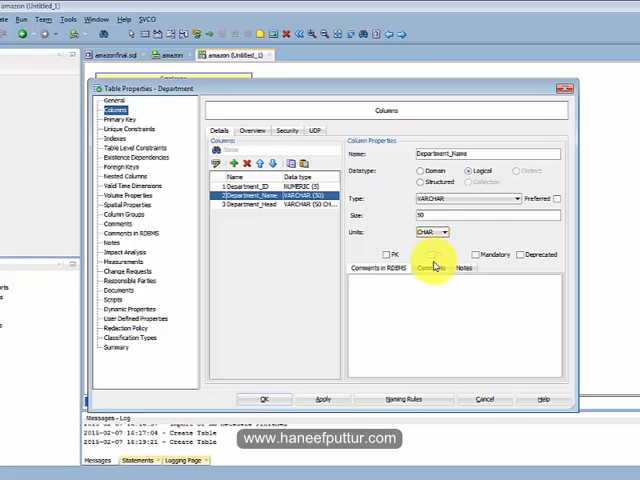 amazon (Untitled_1)
Run Team Tools Window Help SVCO
amazonfinal.sql amazon amazon (Untitled_1)
Table Properties - Department
General
Columns
Primary Key
Unique Constraints
Indexes
Table Level Constraints
Existence Dependencies
Foreign Keys
Nested Columns
Valid Time Dimensions
Volume Properties
Spatial Properties
Column Groups
Comments
Comments in RDBMS
Notes
Impact Analysis
Measurements
Change Requests
Responsible Parties
Documents
Scripts
Dynamic Properties
User Defined Properties
Redaction Policy
Classification Types
Summary
Columns
Details Overview Security UDP
Columns:
Name
Name Data type
1 Department_ID NUMERIC (5)
2 Department_Name VARCHAR (50)
3 Department_Head VARCHAR (50 CH...
Column Properties
Name: Department_Name
Datatype: Domain Logical Distinct
Structured Collection
Type: VARCHAR Preferred
Size: 50
Units: CHAR
PK Mandatory Deprecated
Comments in RDBMS Comments Notes
OK Apply Naming Rules Cancel Help
Messages - Log
2015-02-07 16:17:04 - Create Table
2015-02-07 16:19:21 - Create Table
www.haneefputtur.com
Messages Statements Logging Page